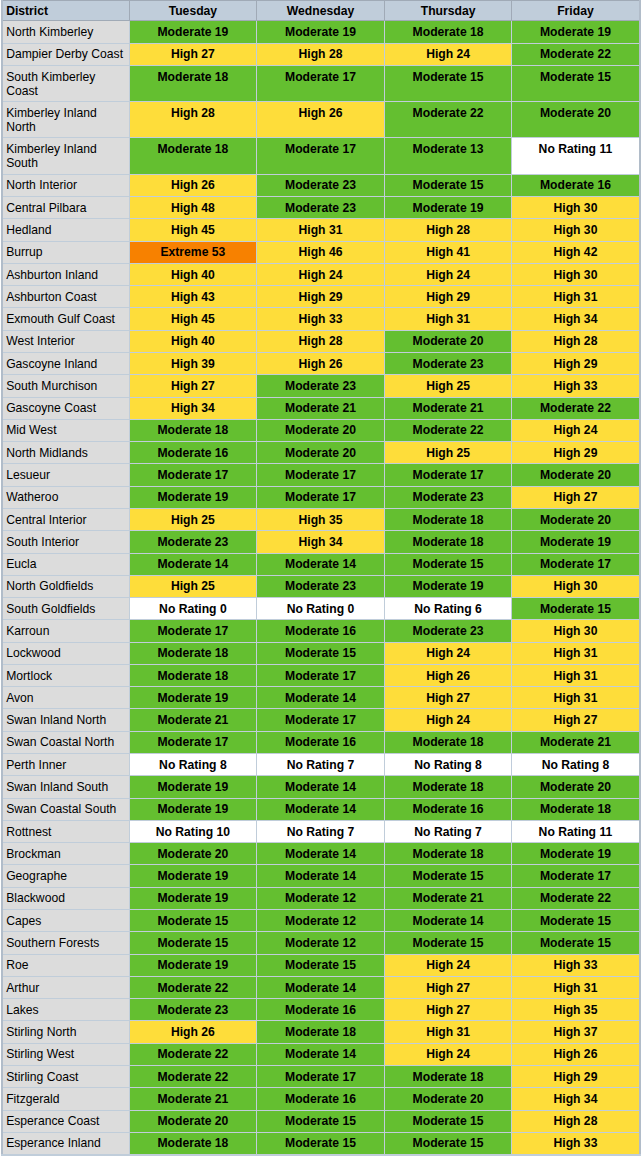 District Tuesday Wednesday Thursday Friday
North Kimberley Moderate 19 Moderate 19 Moderate 18 Moderate 19
Dampier Derby Coast High 27 High 28 High 24 Moderate 22
South Kimberley Moderate 18 Moderate 17 Moderate 15 Moderate 15
Coast
Kimberley Inland High 28 High 26 Moderate 22 Moderate 20
North
Kimberley Inland Moderate 18 Moderate 17 Moderate 13 No Rating 11
South
North Interior High 26 Moderate 23 Moderate 15 Moderate 16
Central Pilbara High 48 Moderate 23 Moderate 19 High 30
Hedland High 45 High 31 High 28 High 30
Burrup Extreme 53 High 46 High 41 High 42
Ashburton Inland High 40 High 24 High 24 High 30
Ashburton Coast High 43 High 29 High 29 High 31
Exmouth Gulf Coast High 45 High 33 High 31 High 34
West Interior High 40 High 28 Moderate 20 High 28
Gascoyne Inland High 39 High 26 Moderate 23 High 29
South Murchison High 27 Moderate 23 High 25 High 33
Gascoyne Coast High 34 Moderate 21 Moderate 21 Moderate 22
Mid West Moderate 18 Moderate 20 Moderate 22 High 24
North Midlands Moderate 16 Moderate 20 High 25 High 29
Lesueur Moderate 17 Moderate 17 Moderate 17 Moderate 20
Watheroo Moderate 19 Moderate 17 Moderate 23 High 27
Central Interior High 25 High 35 Moderate 18 Moderate 20
South Interior Moderate 23 High 34 Moderate 18 Moderate 19
Eucla Moderate 14 Moderate 14 Moderate 15 Moderate 17
North Goldfields High 25 Moderate 23 Moderate 19 High 30
South Goldfields No Rating 0 No Rating 0 No Rating 6 Moderate 15
Karroun Moderate 17 Moderate 16 Moderate 23 High 30
Lockwood Moderate 18 Moderate 15 High 24 High 31
Mortlock Moderate 18 Moderate 17 High 26 High 31
Avon Moderate 19 Moderate 14 High 27 High 31
Swan Inland North Moderate 21 Moderate 17 High 24 High 27
Swan Coastal North Moderate 17 Moderate 16 Moderate 18 Moderate 21
Perth Inner No Rating 8 No Rating 7 No Rating 8 No Rating 8
Swan Inland South Moderate 19 Moderate 14 Moderate 18 Moderate 20
Swan Coastal South Moderate 19 Moderate 14 Moderate 16 Moderate 18
Rottnest No Rating 10 No Rating 7 No Rating 7 No Rating 11
Brockman Moderate 20 Moderate 14 Moderate 18 Moderate 19
Geographe Moderate 19 Moderate 14 Moderate 15 Moderate 17
Blackwood Moderate 19 Moderate 12 Moderate 21 Moderate 22
Capes Moderate 15 Moderate 12 Moderate 14 Moderate 15
Southern Forests Moderate 15 Moderate 12 Moderate 15 Moderate 15
Roe Moderate 19 Moderate 15 High 24 High 33
Arthur Moderate 22 Moderate 14 High 27 High 31
Lakes Moderate 23 Moderate 16 High 27 High 35
Stirling North High 26 Moderate 18 High 31 High 37
Stirling West Moderate 22 Moderate 14 High 24 High 26
Stirling Coast Moderate 22 Moderate 17 Moderate 18 High 29
Fitzgerald Moderate 21 Moderate 16 Moderate 20 High 34
Esperance Coast Moderate 20 Moderate 15 Moderate 15 High 28
Esperance Inland Moderate 18 Moderate 15 Moderate 15 High 33